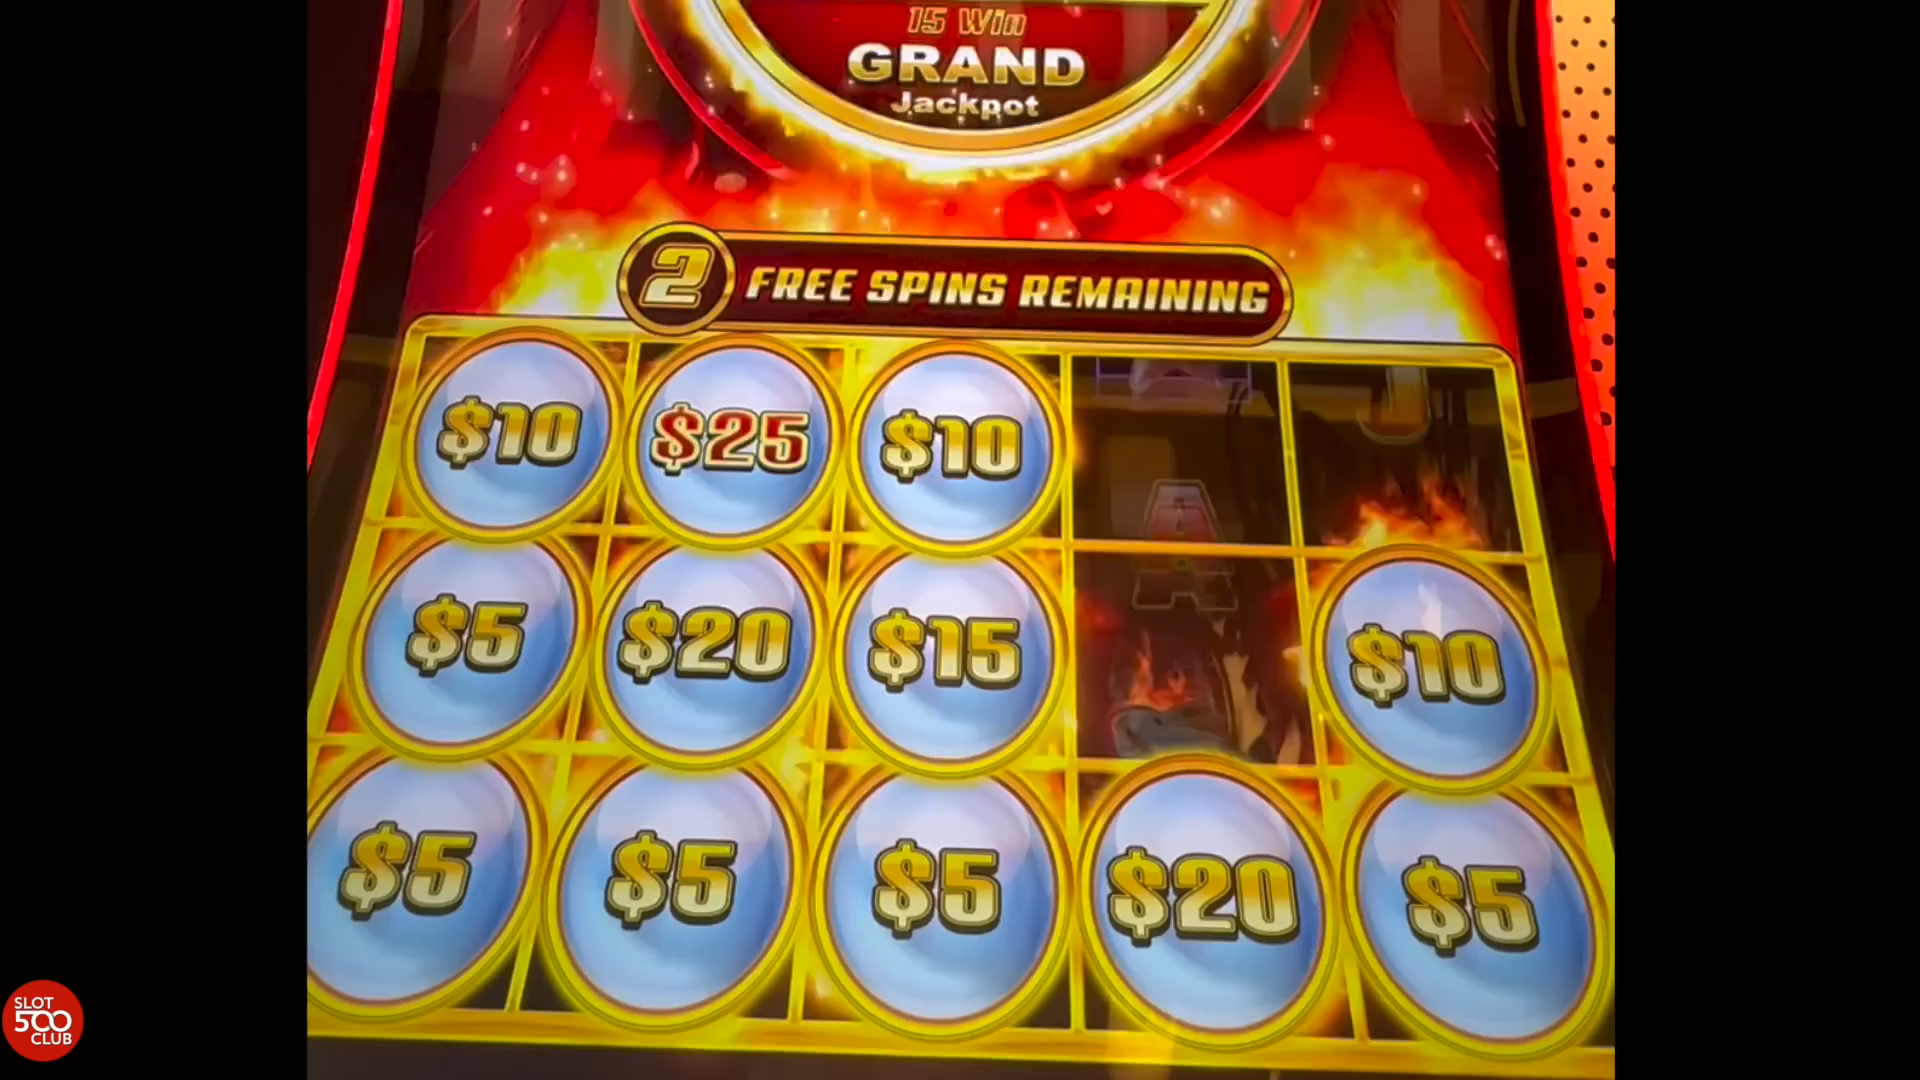 15 Win
GRAND
Jackpot
2 FREE SPINS REMAINING
$10 $25 $10
A
$5 $20 $15 $10
$5 $5 $5 $20 $5
SLOT
500
CLUB